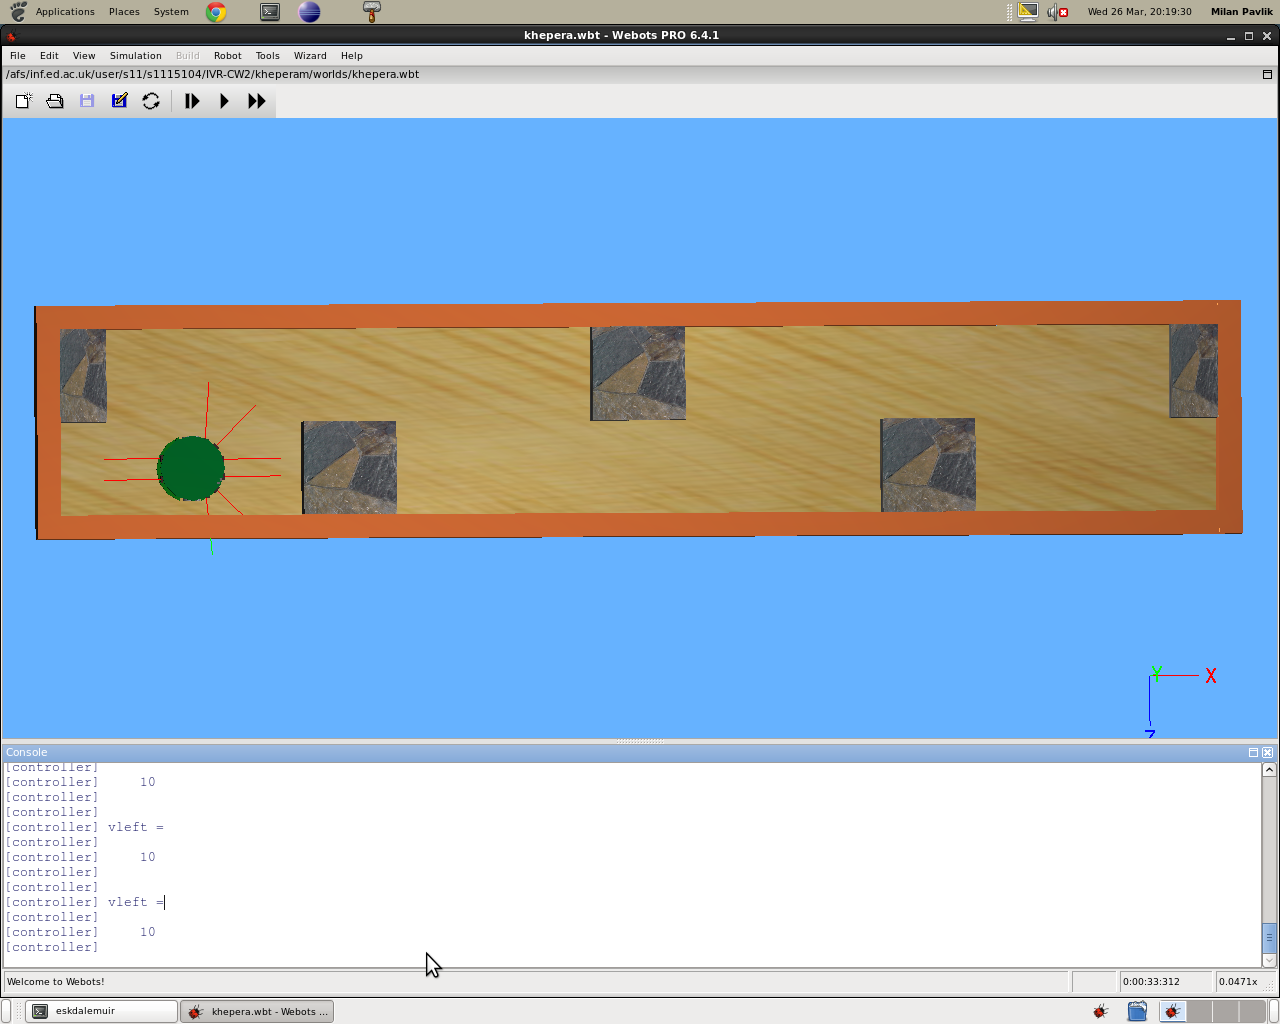 Applications Places System Wed 26 Mar, 20:19:30 Milan Pavlik
khepera.wbt - Webots PRO 6.4.1
File Edit View Simulation Build Robot Tools Wizard Help
/afs/inf.ed.ac.uk/user/s11/s1115104/IVR-CW2/kheperam/worlds/khepera.wbt
Y X
Z
Console
[controller]
[controller] 10
[controller]
[controller]
[controller] vleft =
[controller]
[controller] 10
[controller]
[controller]
[controller] vleft =
[controller]
[controller] 10
[controller]
Welcome to Webots! 0:00:33:312 0.0471x
eskdalemuir khepera.wbt - Webots ...